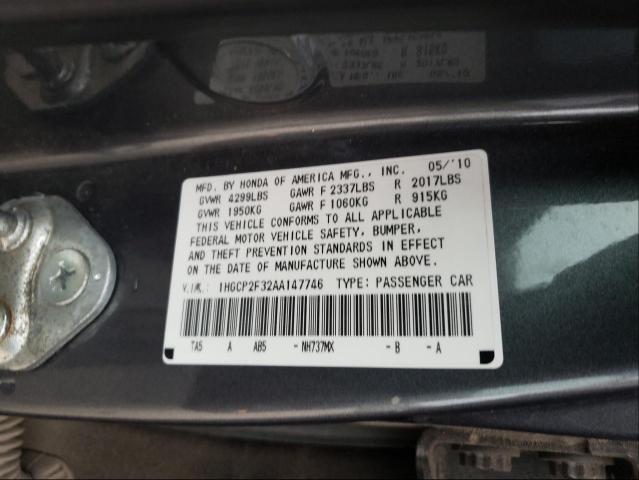 MFD. BY HONDA OF AMERICA MFG., INC. 05/'10
GVWR 4299LBS GAWR F 2337LBS R 2017LBS
GVWR 1950KG GAWR F 1060KG R 915KG
THIS VEHICLE CONFORMS TO ALL APPLICABLE
FEDERAL MOTOR VEHICLE SAFETY, BUMPER,
AND THEFT PREVENTION STANDARDS IN EFFECT
ON THE DATE OF MANUFACTURE SHOWN ABOVE.
V.I.N.: 1HGCP2F32AA147746 TYPE: PASSENGER CAR
TA5 A AB5 -NH737MX -B -A